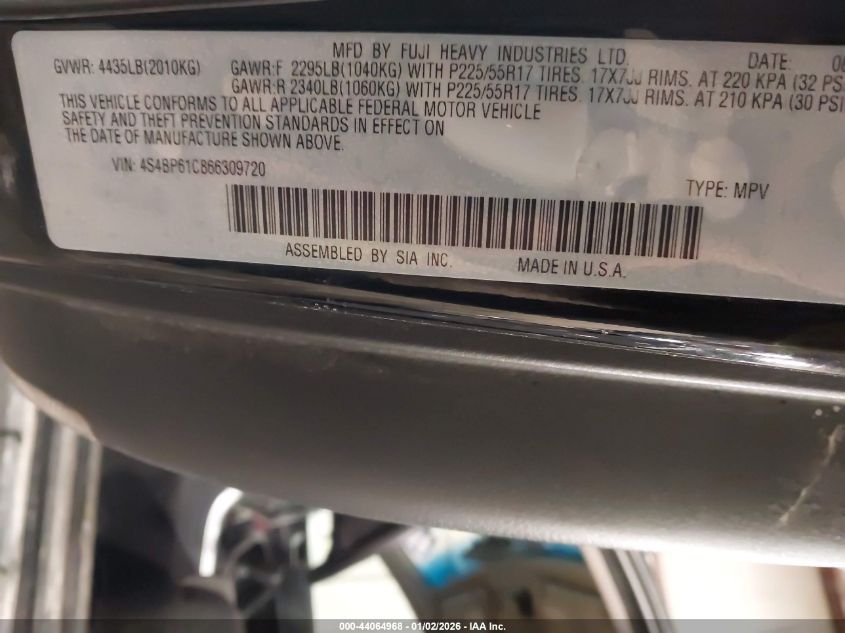 MFD BY FUJI HEAVY INDUSTRIES LTD. DATE:
GVWR: 4435LB(2010KG) GAWR:F 2295LB(1040KG) WITH P225/55R17 TIRES. 17X7JJ RIMS. AT 220 KPA (32 PSI
GAWR:R 2340LB(1060KG) WITH P225/55R17 TIRES. 17X7JJ RIMS. AT 210 KPA (30 PSI
THIS VEHICLE CONFORMS TO ALL APPLICABLE FEDERAL MOTOR VEHICLE
SAFETY AND THEFT PREVENTION STANDARDS IN EFFECT ON
THE DATE OF MANUFACTURE SHOWN ABOVE.
VIN: 4S4BP61C866309720 TYPE: MPV
ASSEMBLED BY SIA INC. MADE IN U.S.A.
000-44064968 - 01/02/2026 - IAA Inc.